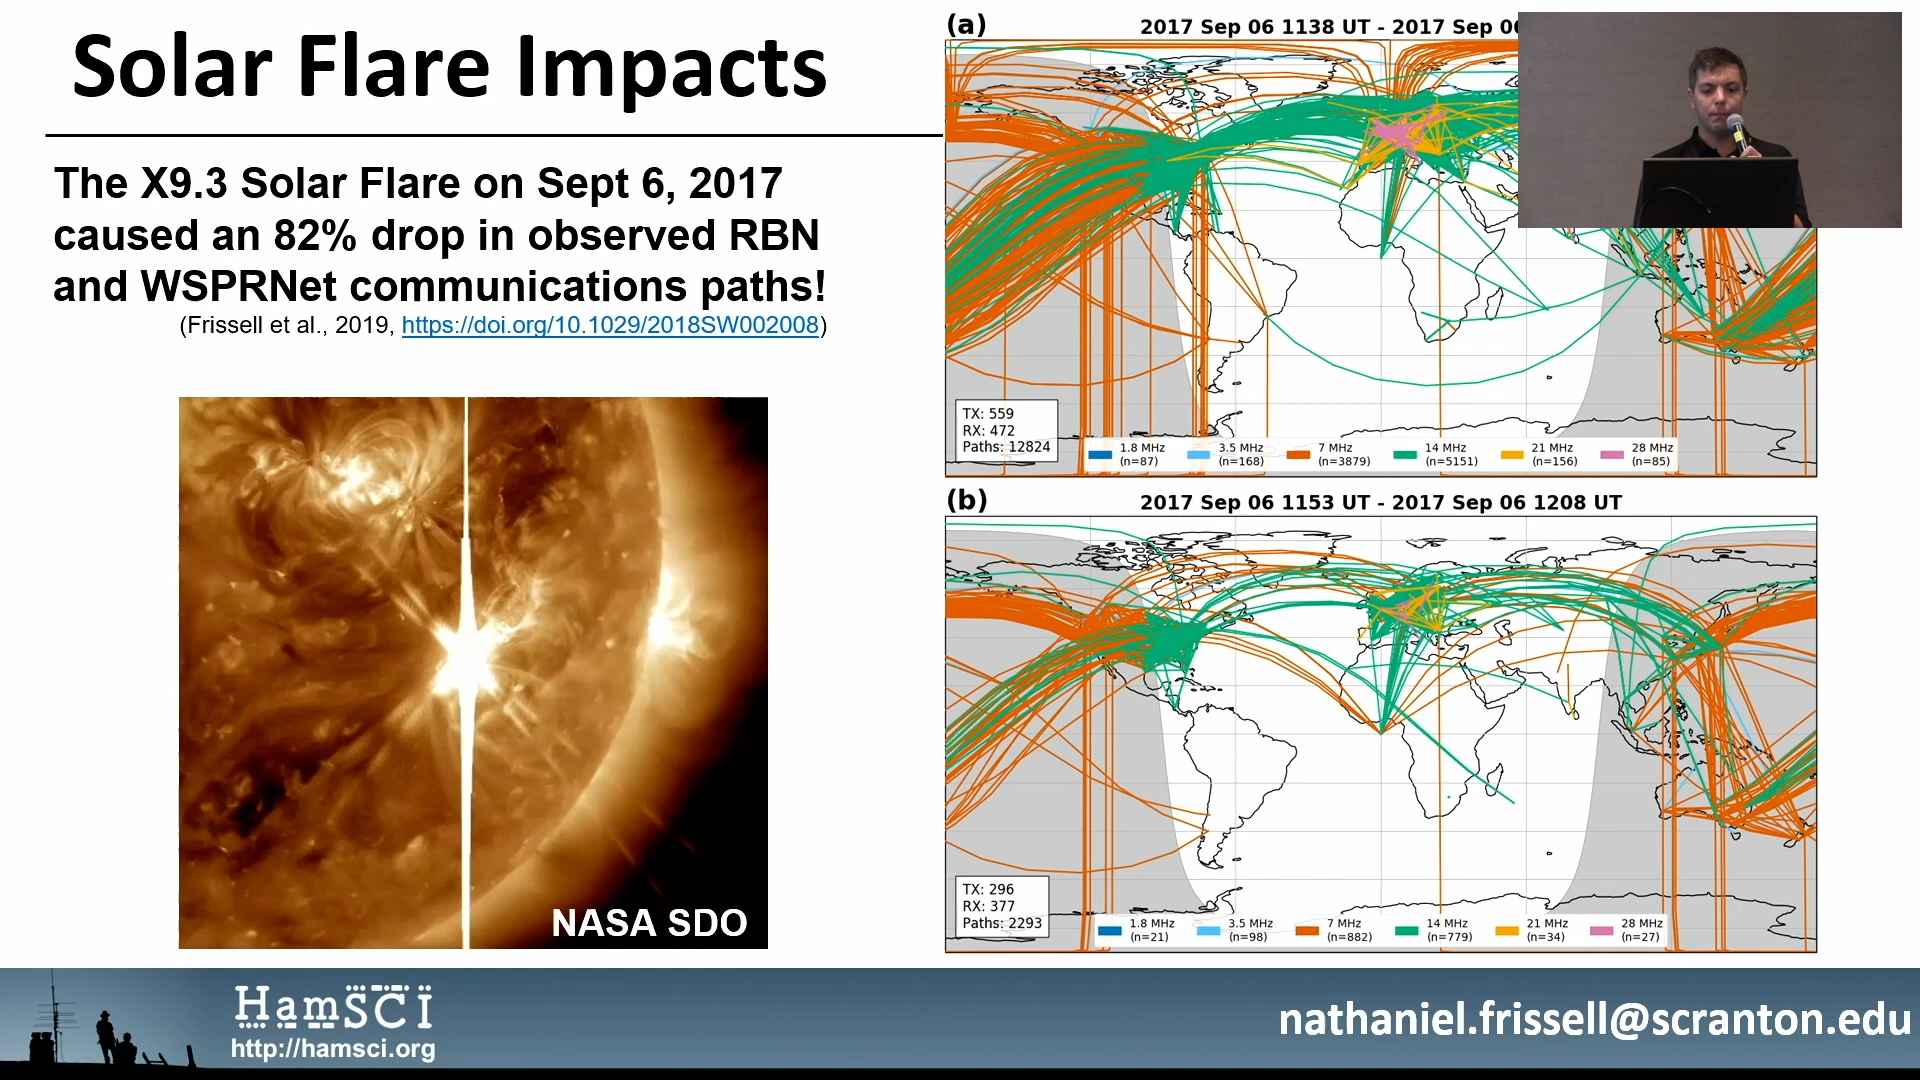 Solar Flare Impacts
The X9.3 Solar Flare on Sept 6, 2017
caused an 82% drop in observed RBN
and WSPRNet communications paths!
(Frissell et al., 2019, https://doi.org/10.1029/2018SW002008)
NASA SDO
(a)
2017 Sep 06 1138 UT - 2017 Sep 06
TX: 559
RX: 472
Paths: 12824
1.8 MHz
(n=87)
3.5 MHz
(n=168)
7 MHz
(n=3879)
14 MHz
(n=5151)
21 MHz
(n=156)
28 MHz
(n=85)
(b)
2017 Sep 06 1153 UT - 2017 Sep 06 1208 UT
TX: 296
RX: 377
Paths: 2293
1.8 MHz
(n=21)
3.5 MHz
(n=98)
7 MHz
(n=882)
14 MHz
(n=779)
21 MHz
(n=34)
28 MHz
(n=27)
HamSCI
http://hamsci.org
nathaniel.frissell@scranton.edu